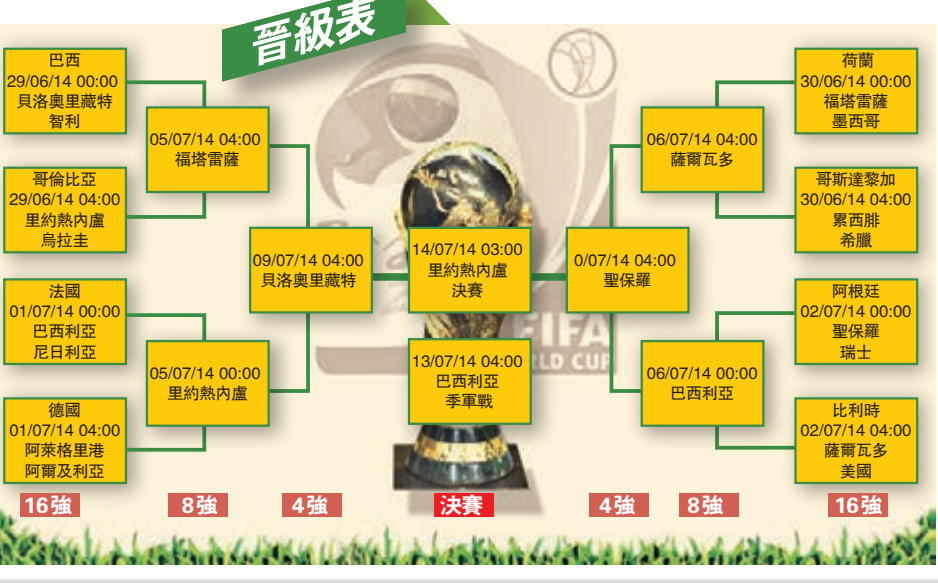 晉級表
巴西
29/06/14 00:00
貝洛奧里藏特
智利
哥倫比亞
29/06/14 04:00
里約熱內盧
烏拉圭
法國
01/07/14 00:00
巴西利亞
尼日利亞
德國
01/07/14 04:00
阿萊格里港
阿爾及利亞
05/07/14 04:00
福塔雷薩
05/07/14 00:00
里約熱內盧
09/07/14 04:00
貝洛奧里藏特
14/07/14 03:00
里約熱內盧
決賽
13/07/14 04:00
巴西利亞
季軍戰
0/07/14 04:00
聖保羅
FIFA
RLD CUP
06/07/14 04:00
薩爾瓦多
06/07/14 00:00
巴西利亞
荷蘭
30/06/14 00:00
福塔雷薩
墨西哥
哥斯達黎加
30/06/14 04:00
累西腓
希臘
阿根廷
02/07/14 00:00
聖保羅
瑞士
比利時
02/07/14 04:00
薩爾瓦多
美國
16強 8強 4強 決賽 4強 8強 16強